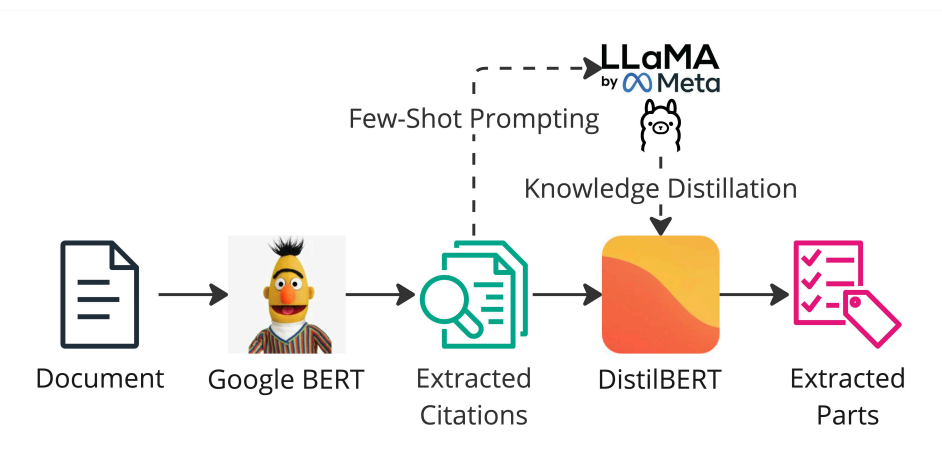 LLaMA
by Meta
Few-Shot Prompting
Knowledge Distillation
Document
Google BERT
Extracted
Citations
DistilBERT
Extracted
Parts